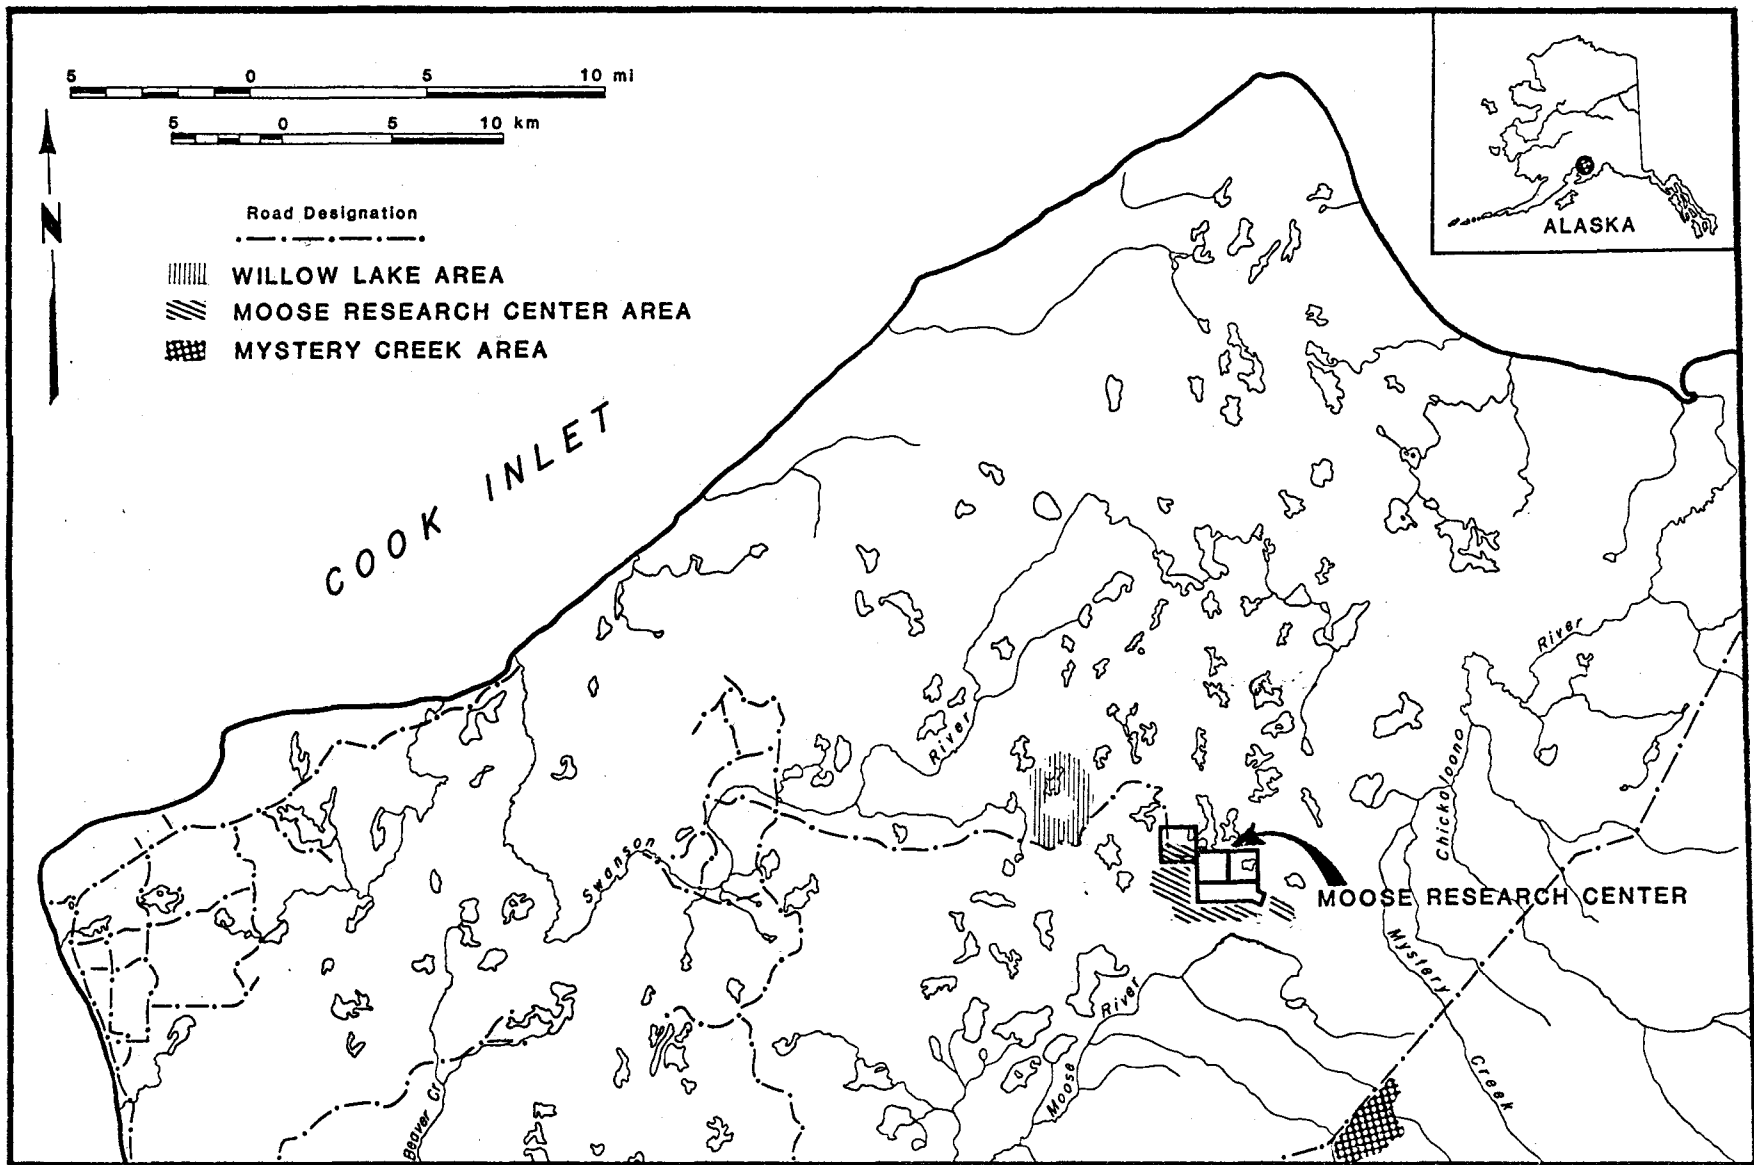 5 0 5 10 mi
5 0 5 10 km
N
Road Designation
WILLOW LAKE AREA
MOOSE RESEARCH CENTER AREA
MYSTERY CREEK AREA
ALASKA
COOK INLET
River
River
Chickaloono
Swanson
MOOSE RESEARCH CENTER
Mystery
River
Moose
Creek
Beaver Cr